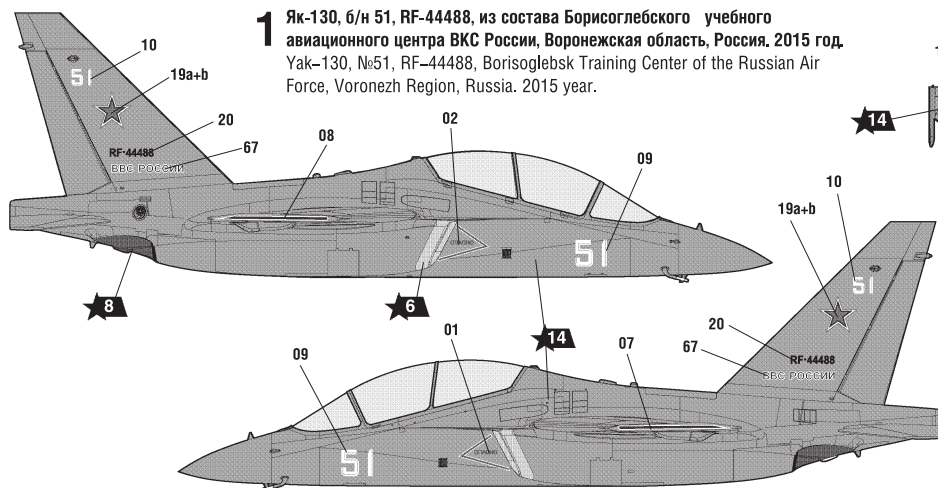 1 Як-130, б/н 51, RF-44488, из состава Борисоглебского учебного
авиационного центра ВКС России, Воронежская область, Россия. 2015 год.
Yak–130, №51, RF–44488, Borisoglebsk Training Center of the Russian Air
Force, Voronezh Region, Russia. 2015 year.
10
51
19a+b
20
RF-44488
67
ВВС РОССИИ
08
02
09
14
ОПАСНО
51
8
6
14
10
19a+b
51
20
67
RF-44488
ВВС РОССИИ
09
01
07
51
ОПАСНО